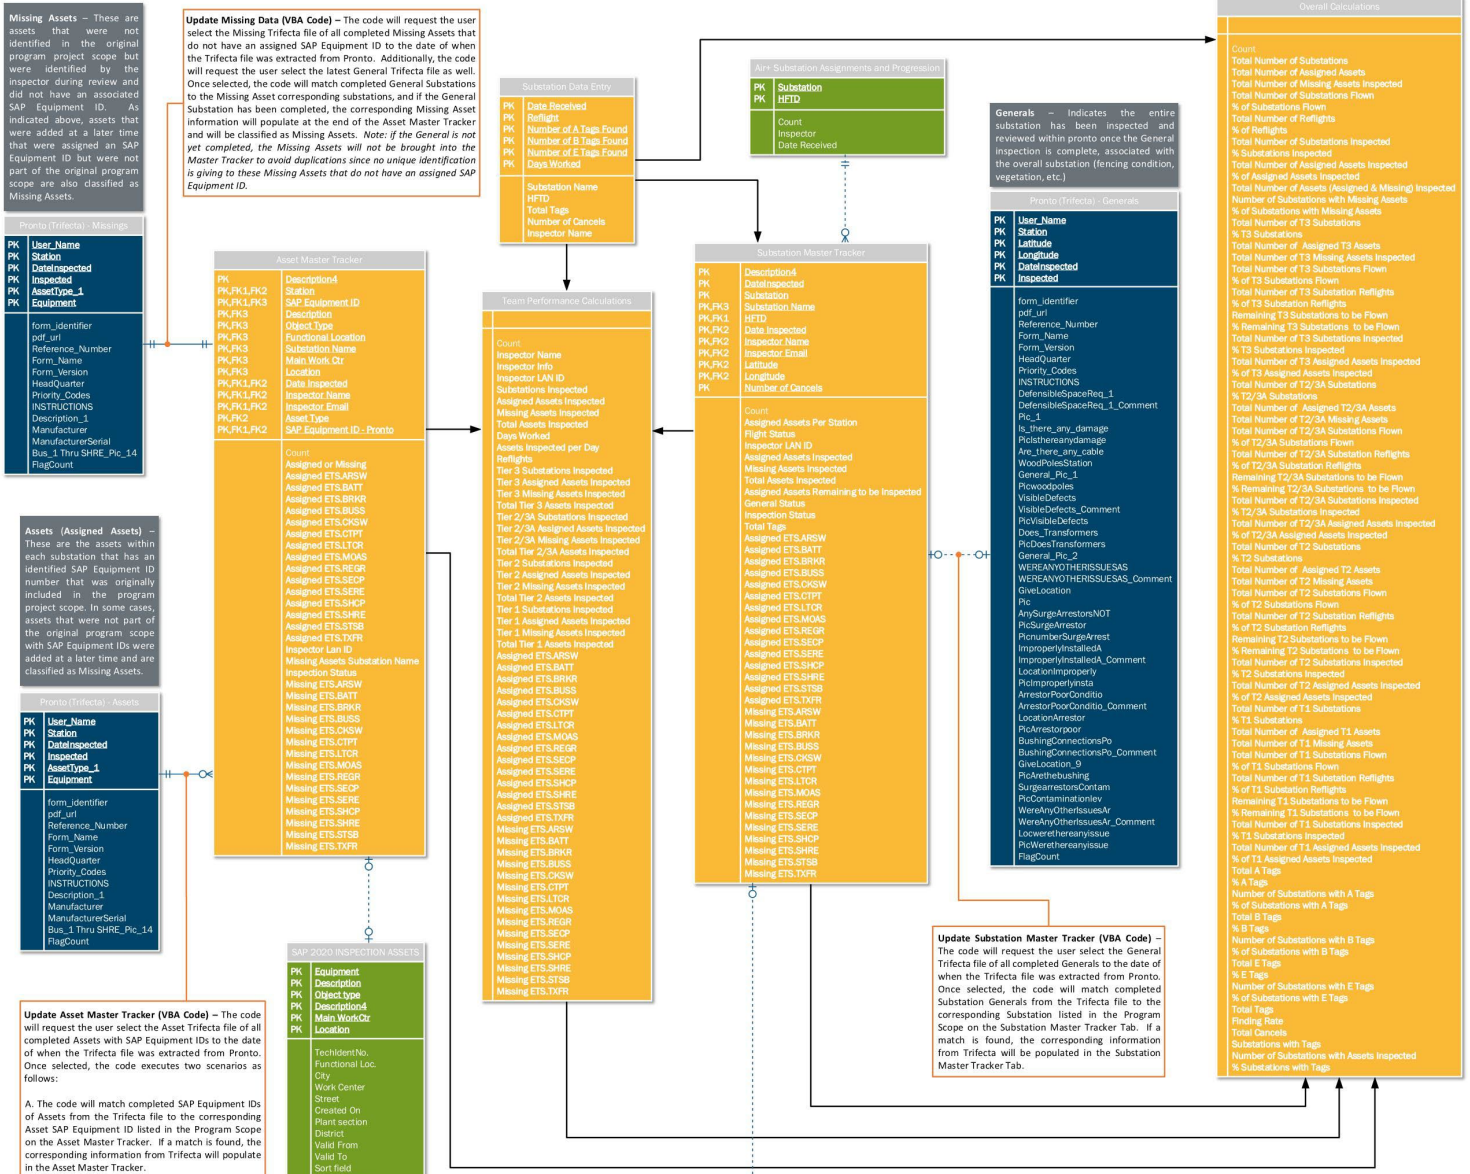 Missing Assets – These are
assets that were not
identified in the original
program project scope but
were identified by the
inspector during review and
did not have an associated
SAP Equipment ID. As
indicated above, assets that
were added at a later time
that were assigned an SAP
Equipment ID but were not
part of the original program
scope are also classified as
Missing Assets.
Update Missing Data (VBA Code) – The code will request the user
select the Missing Trifecta file of all completed Missing Assets that
do not have an assigned SAP Equipment ID to the date of when
the Trifecta file was extracted from Pronto. Additionally, the code
will request the user select the latest General Trifecta file as well.
Once selected, the code will match completed General Substations
to the Missing Asset corresponding substations, and if the General
Substation has been completed, the corresponding Missing Asset
information will populate at the end of the Asset Master Tracker
and will be classified as Missing Assets. Note: if the General is not
yet completed, the Missing Assets will not be brought into the
Master Tracker to avoid duplications since no unique identification
is giving to these Missing Assets that do not have an assigned SAP
Equipment ID.
Pronto (Trifecta) - Missings
PK User_Name
PK Station
PK DateInspected
PK Inspected
PK AssetType_1
PK Equipment
form_identifier
pdf_url
Reference_Number
Form_Name
Form_Version
HeadQuarter
Priority_Codes
INSTRUCTIONS
Description_1
Manufacturer
ManufacturerSerial
Bus_1 Thru SHRE_Pic_14
FlagCount
Assets (Assigned Assets) –
These are the assets within
each substation that has an
identified SAP Equipment ID
number that was originally
included in the program
project scope. In some cases,
assets that were not part of
the original program scope
with SAP Equipment IDs were
added at a later time and are
classified as Missing Assets.
Pronto (Trifecta) - Assets
PK User_Name
PK Station
PK DateInspected
PK Inspected
PK AssetType_1
PK Equipment
form_identifier
pdf_url
Reference_Number
Form_Name
Form_Version
HeadQuarter
Priority_Codes
INSTRUCTIONS
Description_1
Manufacturer
ManufacturerSerial
Bus_1 Thru SHRE_Pic_14
FlagCount
Update Asset Master Tracker (VBA Code) – The code
will request the user select the Asset Trifecta file of all
completed Assets with SAP Equipment IDs to the date
of when the Trifecta file was extracted from Pronto.
Once selected, the code executes two scenarios as
follows:
A. The code will match completed SAP Equipment IDs
of Assets from the Trifecta file to the corresponding
Asset SAP Equipment ID listed in the Program Scope
on the Asset Master Tracker. If a match is found, the
corresponding information from Trifecta will populate
in the Asset Master Tracker.
Asset Master Tracker
PK Description4
PK,FK1,FK2 Station
PK,FK1,FK3 SAP Equipment ID
PK,FK3 Description
PK,FK3 Object Type
PK,FK3 Functional Location
PK,FK3 Substation Name
PK,FK3 Main Work Ctr
PK,FK3 Location
PK,FK1,FK2 Date Inspected
PK,FK1,FK2 Inspector Name
PK,FK1,FK2 Inspector Email
PK,FK2 Asset Type
PK,FK1,FK2 SAP Equipment ID - Pronto
Count
Assigned or Missing
Assigned ETS.ARSW
Assigned ETS.BATT
Assigned ETS.BRKR
Assigned ETS.BUSS
Assigned ETS.CKSW
Assigned ETS.CTPT
Assigned ETS.LTCR
Assigned ETS.MOAS
Assigned ETS.REGR
Assigned ETS.SECP
Assigned ETS.SERE
Assigned ETS.SHCP
Assigned ETS.SHRE
Assigned ETS.STSB
Assigned ETS.TXFR
Inspector Lan ID
Missing Assets Substation Name
Inspection Status
Missing ETS.ARSW
Missing ETS.BATT
Missing ETS.BRKR
Missing ETS.BUSS
Missing ETS.CKSW
Missing ETS.CTPT
Missing ETS.LTCR
Missing ETS.MOAS
Missing ETS.REGR
Missing ETS.SECP
Missing ETS.SERE
Missing ETS.SHCP
Missing ETS.SHRE
Missing ETS.STSB
Missing ETS.TXFR
SAP 2020 INSPECTION ASSETS
PK Equipment
PK Description
PK Object type
PK Description4
PK Main WorkCtr
PK Location
TechIdentNo.
Functional Loc.
City
Work Center
Street
Created On
Plant section
District
Valid From
Valid To
Sort field
Substation Data Entry
PK Date Received
PK Reflight
PK Number of A Tags Found
PK Number of B Tags Found
PK Number of E Tags Found
PK Days Worked
Substation Name
HFTD
Total Tags
Number of Cancels
Inspector Name
Team Performance Calculations
Count
Inspector Name
Inspector Info
Inspector LAN ID
Substations Inspected
Assigned Assets Inspected
Missing Assets Inspected
Total Assets Inspected
Days Worked
Assets Inspected per Day
Reflights
Tier 3 Substations Inspected
Tier 3 Assigned Assets Inspected
Tier 3 Missing Assets Inspected
Total Tier 3 Assets Inspected
Tier 2/3A Substations Inspected
Tier 2/3A Assigned Assets Inspected
Tier 2/3A Missing Assets Inspected
Total Tier 2/3A Assets Inspected
Tier 2 Substations Inspected
Tier 2 Assigned Assets Inspected
Tier 2 Missing Assets Inspected
Total Tier 2 Assets Inspected
Tier 1 Substations Inspected
Tier 1 Assigned Assets Inspected
Tier 1 Missing Assets Inspected
Total Tier 1 Assets Inspected
Assigned ETS.ARSW
Assigned ETS.BATT
Assigned ETS.BRKR
Assigned ETS.BUSS
Assigned ETS.CKSW
Assigned ETS.CTPT
Assigned ETS.LTCR
Assigned ETS.MOAS
Assigned ETS.REGR
Assigned ETS.SECP
Assigned ETS.SERE
Assigned ETS.SHCP
Assigned ETS.SHRE
Assigned ETS.STSB
Assigned ETS.TXFR
Missing ETS.ARSW
Missing ETS.BATT
Missing ETS.BRKR
Missing ETS.BUSS
Missing ETS.CKSW
Missing ETS.CTPT
Missing ETS.LTCR
Missing ETS.MOAS
Missing ETS.REGR
Missing ETS.SECP
Missing ETS.SERE
Missing ETS.SHCP
Missing ETS.SHRE
Missing ETS.STSB
Missing ETS.TXFR
Air+ Substation Assignments and Progression
PK Substation
PK HFTD
Count
Inspector
Date Received
Substation Master Tracker
PK Description4
PK DateInspected
PK Substation
PK,FK3 Substation Name
PK,FK1 HFTD
PK,FK2 Date Inspected
PK,FK2 Inspector Name
PK,FK2 Inspector Email
PK,FK2 Latitude
PK,FK2 Longitude
PK Number of Cancels
Count
Assigned Assets Per Station
Flight Status
Inspector LAN ID
Assigned Assets Inspected
Missing Assets Inspected
Total Assets Inspected
Assigned Assets Remaining to be Inspected
General Status
Inspection Status
Total Tags
Assigned ETS.ARSW
Assigned ETS.BATT
Assigned ETS.BRKR
Assigned ETS.BUSS
Assigned ETS.CKSW
Assigned ETS.CTPT
Assigned ETS.LTCR
Assigned ETS.MOAS
Assigned ETS.REGR
Assigned ETS.SECP
Assigned ETS.SERE
Assigned ETS.SHCP
Assigned ETS.SHRE
Assigned ETS.STSB
Assigned ETS.TXFR
Missing ETS.ARSW
Missing ETS.BATT
Missing ETS.BRKR
Missing ETS.BUSS
Missing ETS.CKSW
Missing ETS.CTPT
Missing ETS.LTCR
Missing ETS.MOAS
Missing ETS.REGR
Missing ETS.SECP
Missing ETS.SERE
Missing ETS.SHCP
Missing ETS.SHRE
Missing ETS.STSB
Missing ETS.TXFR
Generals – Indicates the entire
substation has been inspected and
reviewed within pronto once the General
inspection is complete, associated with
the overall substation (fencing condition,
vegetation, etc.)
Pronto (Trifecta) - Generals
PK User_Name
PK Station
PK Latitude
PK Longitude
PK DateInspected
PK Inspected
form_identifier
pdf_url
Reference_Number
Form_Name
Form_Version
HeadQuarter
Priority_Codes
INSTRUCTIONS
DefensibleSpaceReq_1
DefensibleSpaceReq_1_Comment
Pic_1
Is_there_any_damage
PicIsthereanydamage
Are_there_any_cable
WoodPolesStation
General_Pic_1
Picwoodpoles
VisibleDefects
VisibleDefects_Comment
PicVisibleDefects
Does_Transformers
PicDoesTransformers
General_Pic_2
WEREANYOTHERISSUESAS
WEREANYOTHERISSUESAS_Comment
GiveLocation
Pic
AnySurgeArrestorsNOT
PicSurgeArrestor
PicnumberSurgeArrest
ImproperlyInstalledA
ImproperlyInstalledA_Comment
LocationImproperly
PicImproperlyinsta
ArrestorPoorConditio
ArrestorPoorConditio_Comment
LocationArrestor
PicArrestorpoor
BushingConnectionsPo
BushingConnectionsPo_Comment
GiveLocation_9
PicArethebushing
SurgearrestorsContam
PicContaminationlev
WereAnyOtherIssuesAr
WereAnyOtherIssuesAr_Comment
Locwerethereanyissue
PicWerethereanyissue
FlagCount
Update Substation Master Tracker (VBA Code) –
The code will request the user select the General
Trifecta file of all completed Generals to the date of
when the Trifecta file was extracted from Pronto.
Once selected, the code will match completed
Substation Generals from the Trifecta file to the
corresponding Substation listed in the Program
Scope on the Substation Master Tracker Tab. If a
match is found, the corresponding information
from Trifecta will be populated in the Substation
Master Tracker Tab.
Overall Calculations
Count
Total Number of Substations
Total Number of Assigned Assets
Total Number of Missing Assets Inspected
Total Number of Substations Flown
% of Substations Flown
Total Number of Reflights
% of Reflights
Total Number of Substations Inspected
% Substations Inspected
Total Number of Assigned Assets Inspected
% of Assigned Assets Inspected
Total Number of Assets (Assigned & Missing) Inspected
Number of Substations with Missing Assets
% of Substations with Missing Assets
Total Number of T3 Substations
% T3 Substations
Total Number of Assigned T3 Assets
Total Number of T3 Missing Assets Inspected
Total Number of T3 Substations Flown
% of T3 Substations Flown
Total Number of T3 Substation Reflights
% of T3 Substation Reflights
Remaining T3 Substations to be Flown
% Remaining T3 Substations to be Flown
Total Number of T3 Substations Inspected
% T3 Substations Inspected
Total Number of T3 Assigned Assets Inspected
% of T3 Assigned Assets Inspected
Total Number of T2/3A Substations
% T2/3A Substations
Total Number of Assigned T2/3A Assets
Total Number of T2/3A Missing Assets
Total Number of T2/3A Substations Flown
% of T2/3A Substations Flown
Total Number of T2/3A Substation Reflights
% of T2/3A Substation Reflights
Remaining T2/3A Substations to be Flown
% Remaining T2/3A Substations to be Flown
Total Number of T2/3A Substations Inspected
% T2/3A Substations Inspected
Total Number of T2/3A Assigned Assets Inspected
% of T2/3A Assigned Assets Inspected
Total Number of T2 Substations
% T2 Substations
Total Number of Assigned T2 Assets
Total Number of T2 Missing Assets
Total Number of T2 Substations Flown
% of T2 Substations Flown
Total Number of T2 Substation Reflights
% of T2 Substation Reflights
Remaining T2 Substations to be Flown
% Remaining T2 Substations to be Flown
Total Number of T2 Substations Inspected
% T2 Substations Inspected
Total Number of T2 Assigned Assets Inspected
% of T2 Assigned Assets Inspected
Total Number of T1 Substations
% T1 Substations
Total Number of Assigned T1 Assets
Total Number of T1 Missing Assets
Total Number of T1 Substations Flown
% of T1 Substations Flown
Total Number of T1 Substation Reflights
% of T1 Substation Reflights
Remaining T1 Substations to be Flown
% Remaining T1 Substations to be Flown
Total Number of T1 Substations Inspected
% T1 Substations Inspected
Total Number of T1 Assigned Assets Inspected
% of T1 Assigned Assets Inspected
Total A Tags
% A Tags
Number of Substations with A Tags
% of Substations with A Tags
Total B Tags
% B Tags
Number of Substations with B Tags
% of Substations with B Tags
Total E Tags
% E Tags
Number of Substations with E Tags
% of Substations with E Tags
Total Tags
Finding Rate
Total Cancels
Substations with Tags
Number of Substations with Assets Inspected
% Substations with Tags